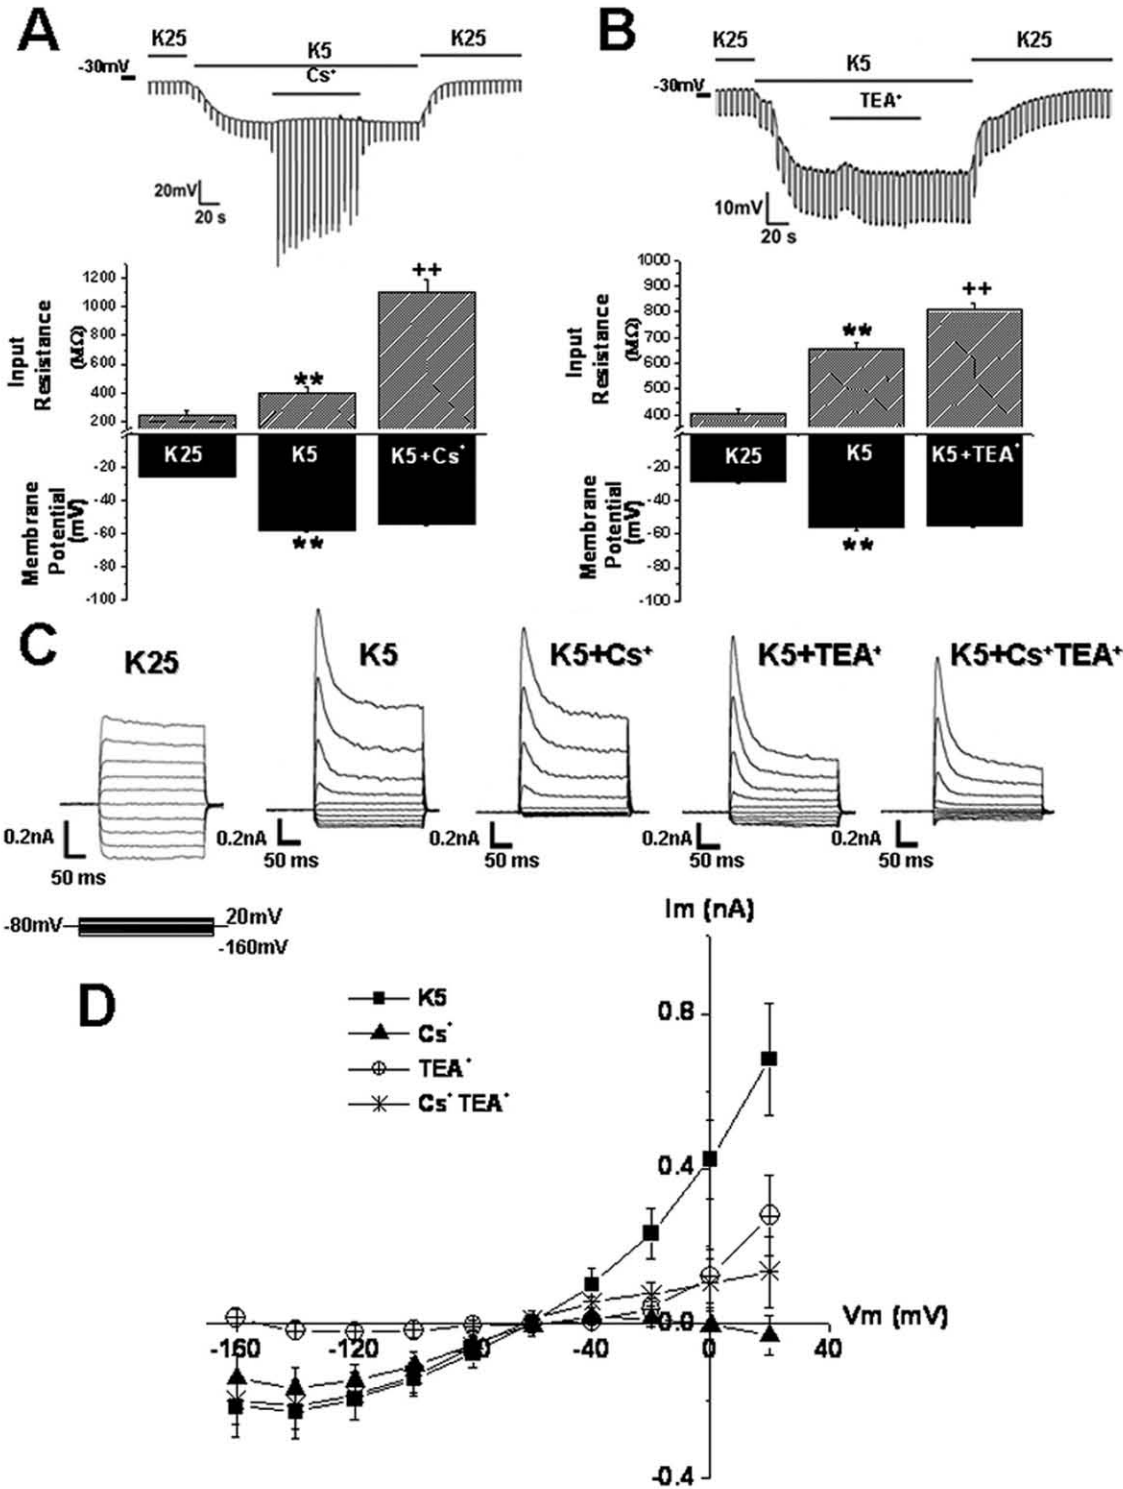 A
K25
K5
K25
-30mV
Cs⁺
20mV
20 s
++
1200
1000
800
600
400
200
Input
Resistance
(MΩ)
**
K25
K5
K5+Cs⁺
-20
-40
-60
-80
-100
Membrane
Potential
(mV)
**
B
K25
K5
K25
-30mV
TEA⁺
10mV
20 s
1000
900
800
700
600
500
400
Input
Resistance
(MΩ)
**
++
K25
K5
K5+TEA⁺
-20
-40
-60
-80
-100
Membrane
Potential
(mV)
**
C
K25
K5
K5+Cs⁺
K5+TEA⁺
K5+Cs⁺TEA⁺
0.2nA
50 ms
0.2nA
50 ms
0.2nA
50 ms
0.2nA
50 ms
0.2nA
50 ms
-80mV
20mV
-160mV
D
Im (nA)
K5
Cs⁺
TEA⁺
Cs⁺ TEA⁺
0.8
0.4
0.0
-0.4
Vm (mV)
-160
-120
-40
0
40